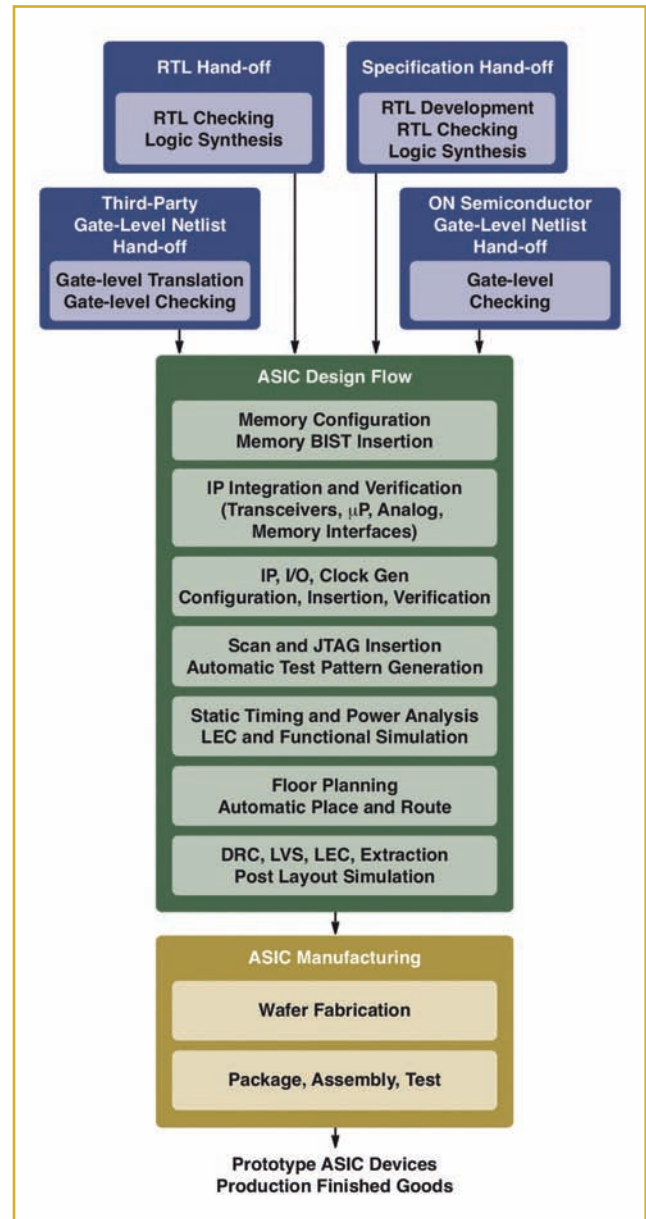 RTL Hand-off
RTL Checking
Logic Synthesis
Specification Hand-off
RTL Development
RTL Checking
Logic Synthesis
Third-Party
Gate-Level Netlist
Hand-off
Gate-level Translation
Gate-level Checking
ON Semiconductor
Gate-Level Netlist
Hand-off
Gate-level
Checking
ASIC Design Flow
Memory Configuration
Memory BIST Insertion
IP Integration and Verification
(Transceivers, μP, Analog,
Memory Interfaces)
IP, I/O, Clock Gen
Configuration, Insertion, Verification
Scan and JTAG Insertion
Automatic Test Pattern Generation
Static Timing and Power Analysis
LEC and Functional Simulation
Floor Planning
Automatic Place and Route
DRC, LVS, LEC, Extraction
Post Layout Simulation
ASIC Manufacturing
Wafer Fabrication
Package, Assembly, Test
Prototype ASIC Devices
Production Finished Goods